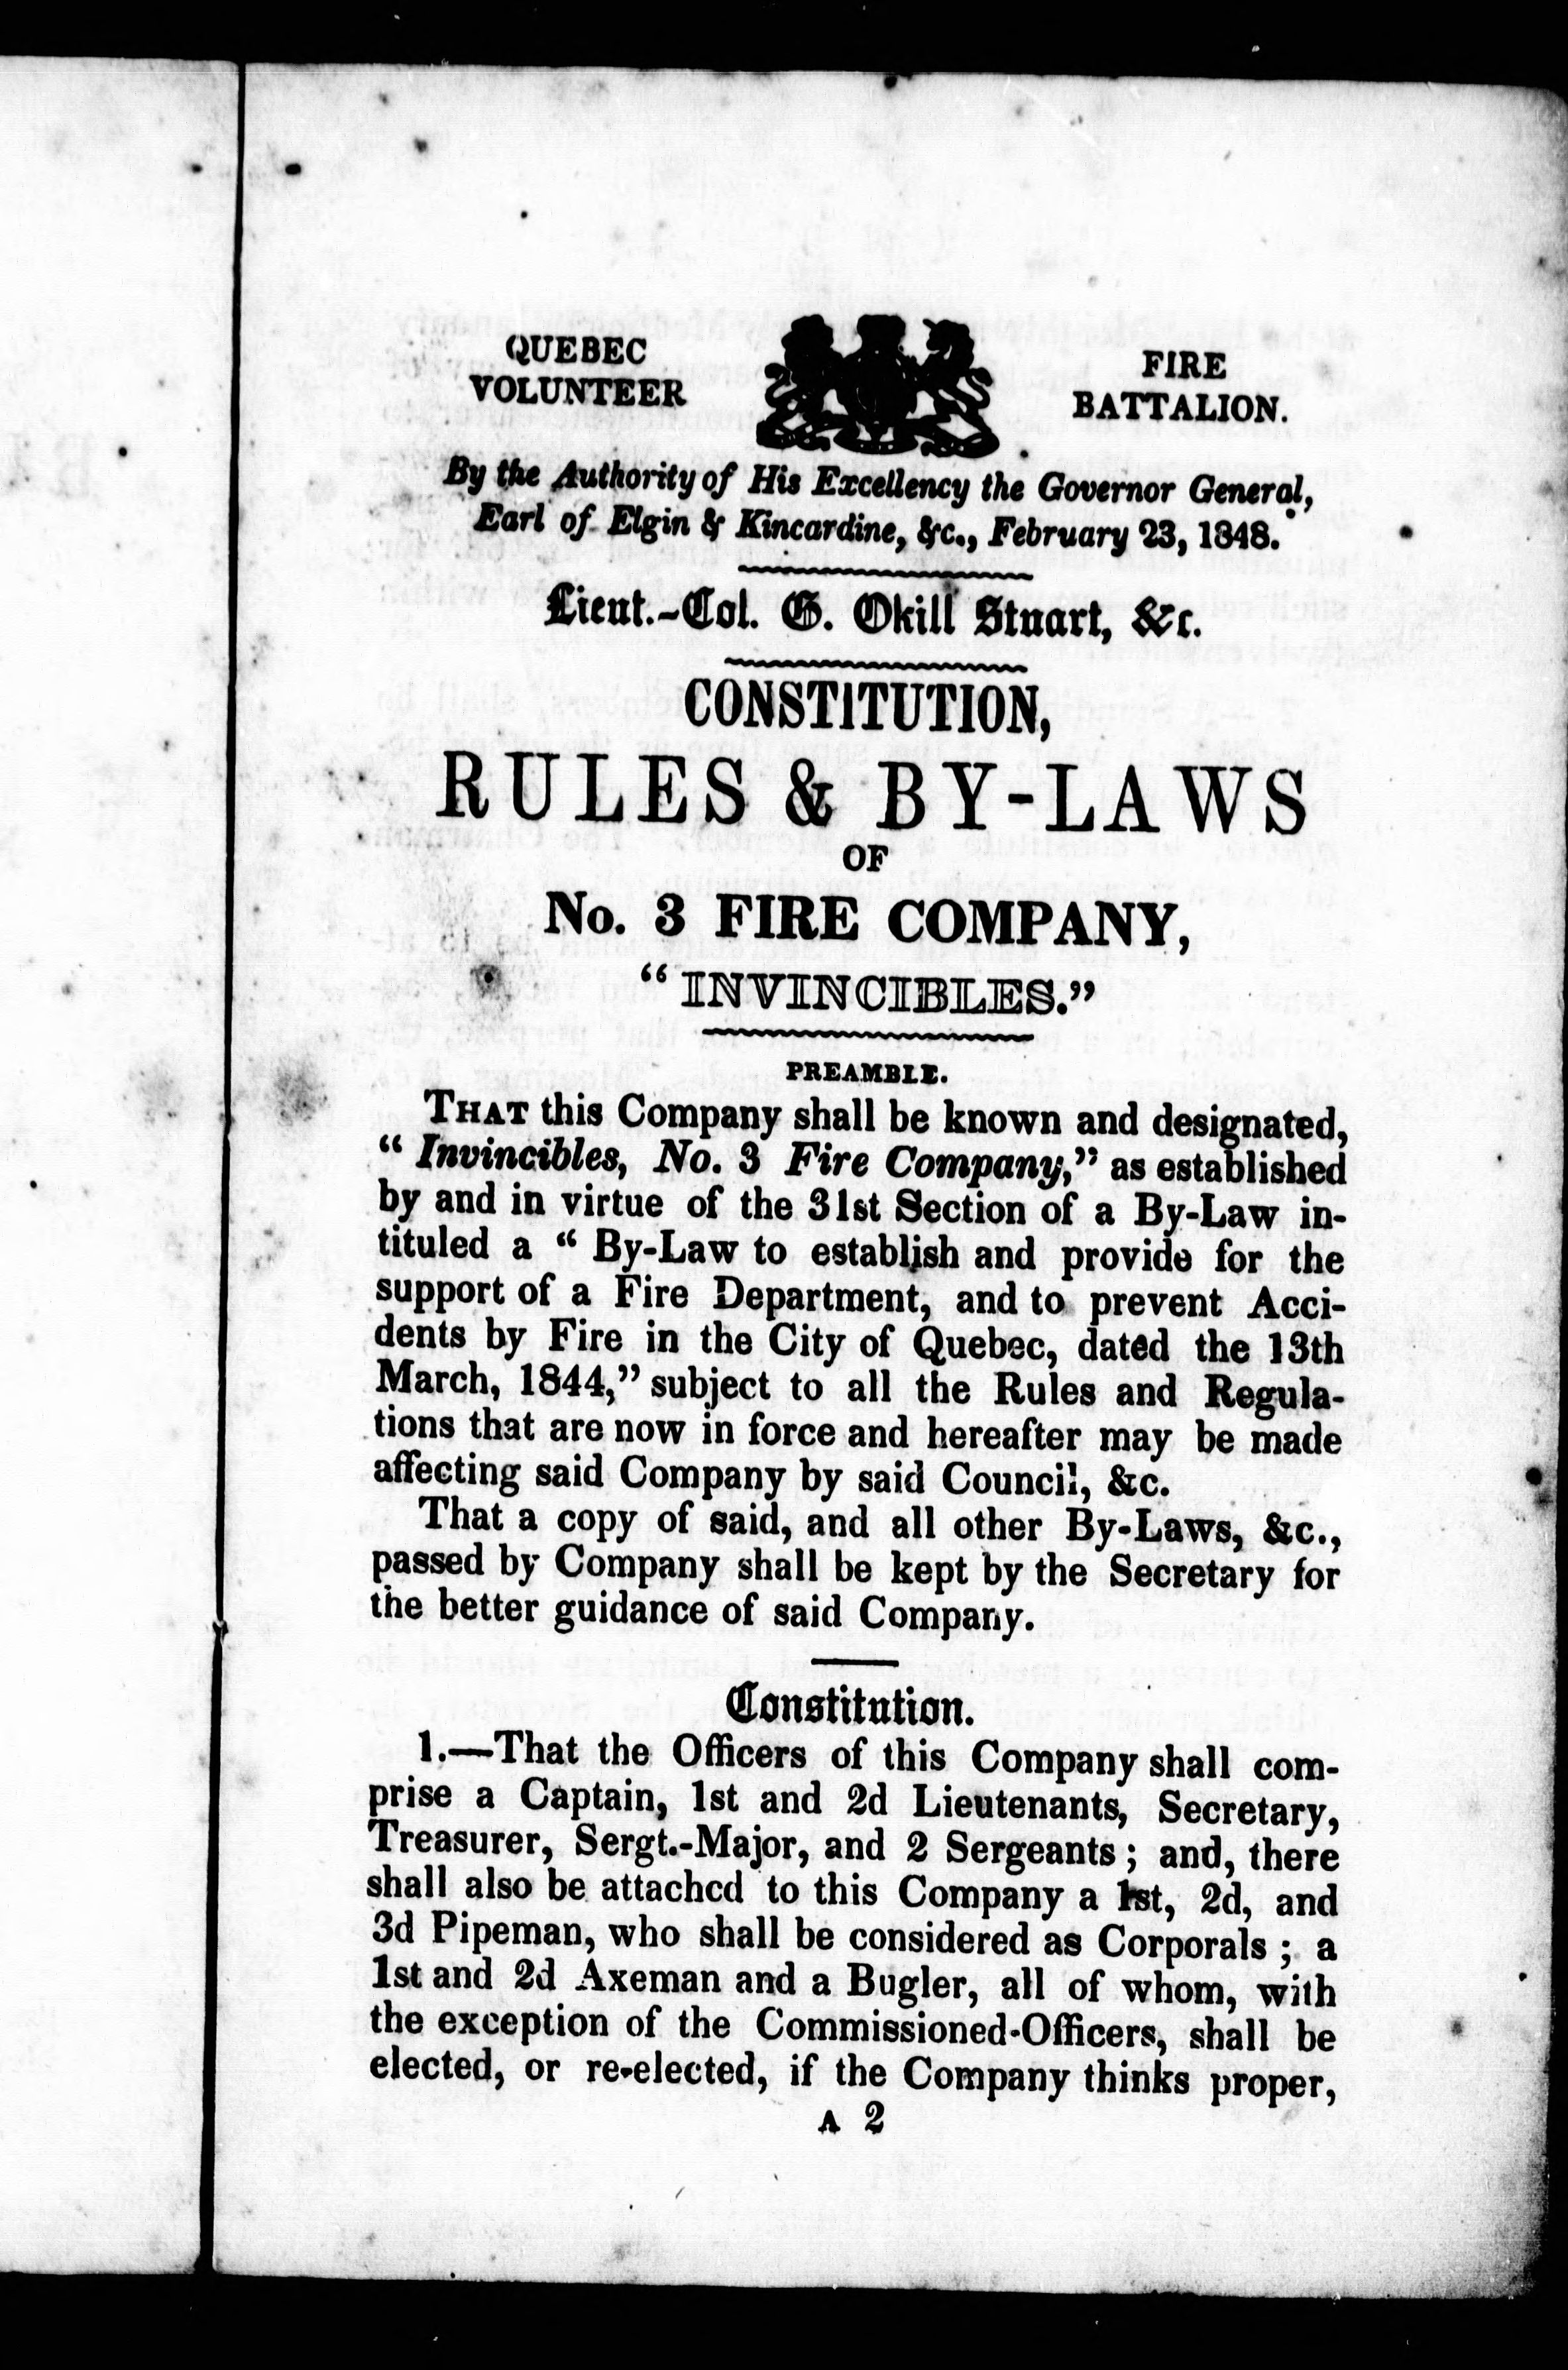 QUEBEC
VOLUNTEER
FIRE
BATTALION.
By the Authority of His Excellency the Governor General,
Earl of Elgin & Kincardine, &c., February 23, 1848.
Lieut.-Col. G. Okill Stuart, &c.
CONSTITUTION,
RULES & BY-LAWS
OF
No. 3 FIRE COMPANY,
"INVINCIBLES."
PREAMBLE.
THAT this Company shall be known and designated,
"Invincibles, No. 3 Fire Company," as established
by and in virtue of the 31st Section of a By-Law in-
tituled a " By-Law to establish and provide for the
support of a Fire Department, and to prevent Acci-
dents by Fire in the City of Quebec, dated the 13th
March, 1844," subject to all the Rules and Regula-
tions that are now in force and hereafter may be made
affecting said Company by said Council, &c.
That a copy of said, and all other By-Laws, &c.,
passed by Company shall be kept by the Secretary for
the better guidance of said Company.
Constitution.
1.—That the Officers of this Company shall com-
prise a Captain, 1st and 2d Lieutenants, Secretary,
Treasurer, Sergt.-Major, and 2 Sergeants ; and, there
shall also be attached to this Company a 1st, 2d, and
3d Pipeman, who shall be considered as Corporals ; a
1st and 2d Axeman and a Bugler, all of whom, with
the exception of the Commissioned-Officers, shall be
elected, or re-elected, if the Company thinks proper,
A 2